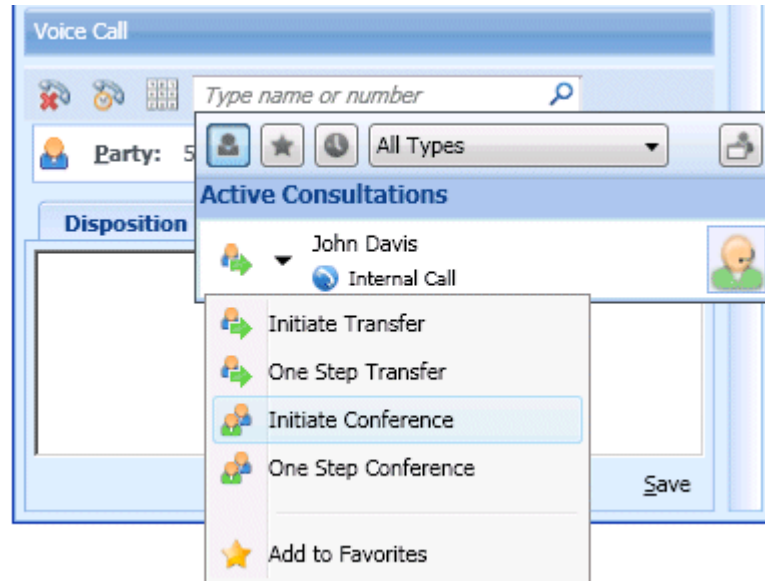 Voice Call
Type name or number
Party: 5
All Types
Active Consultations
Disposition
John Davis
Internal Call
Initiate Transfer
One Step Transfer
Initiate Conference
One Step Conference
Save
Add to Favorites